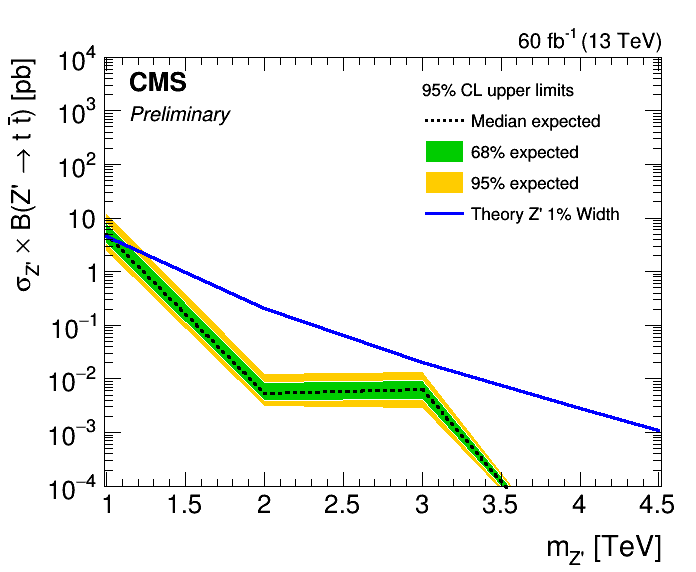 60 fb⁻¹ (13 TeV)
CMS
Preliminary
95% CL upper limits
Median expected
68% expected
95% expected
Theory Z' 1% Width
σ_Z' × B(Z' → t t̄) [pb]
10⁴
10³
10²
10
1
10⁻¹
10⁻²
10⁻³
10⁻⁴
1 1.5 2 2.5 3 3.5 4 4.5
m_Z' [TeV]